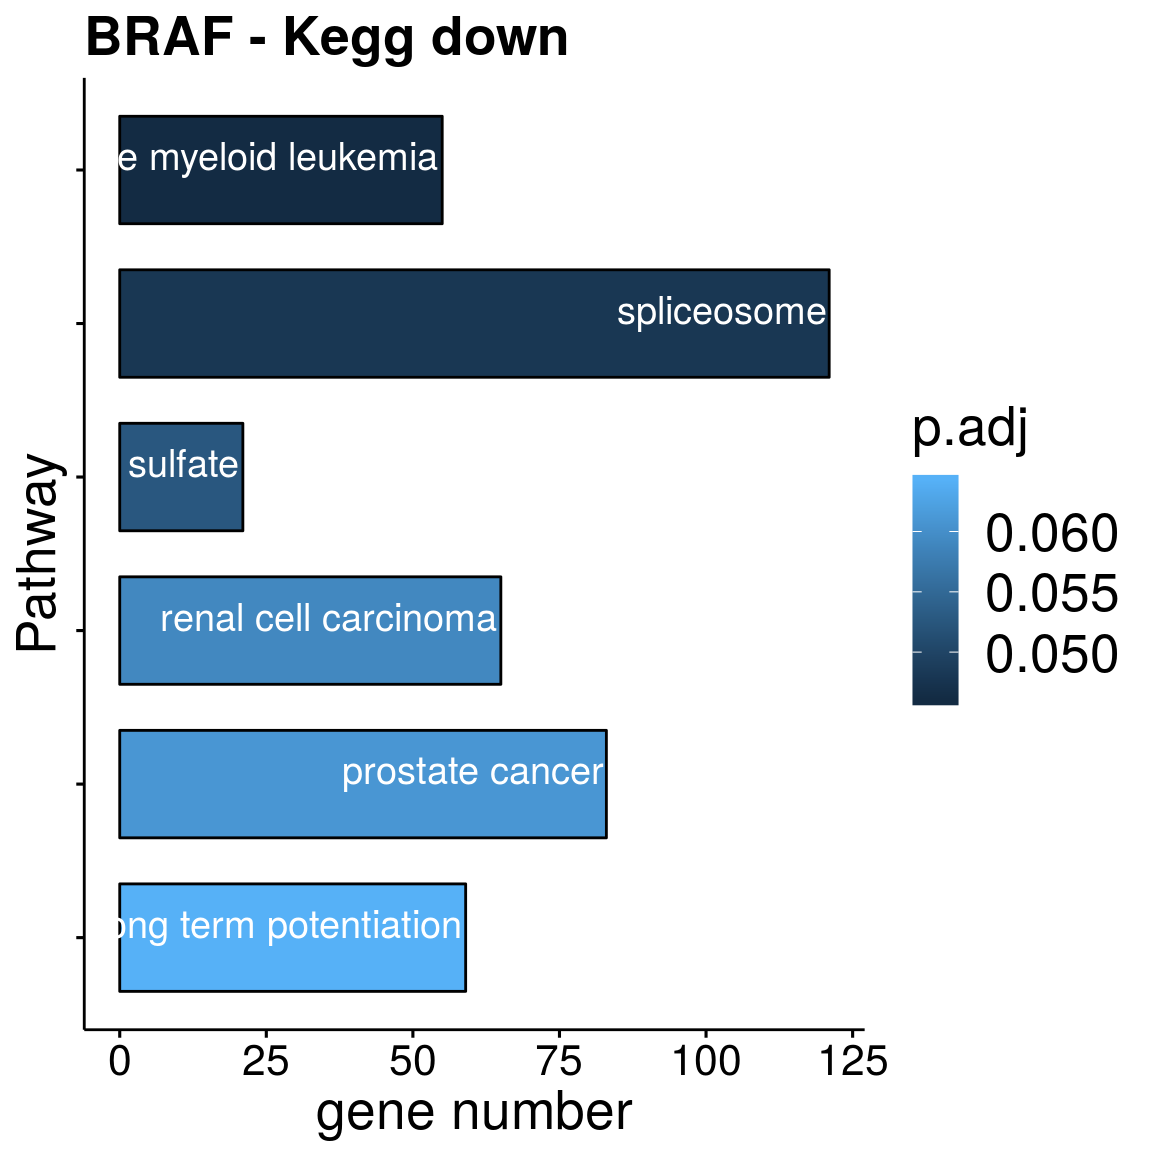 BRAF - Kegg down
e myeloid leukemia
spliceosome
sulfate
renal cell carcinoma
prostate cancer
ong term potentiation
Pathway
0 25 50 75 100 125
gene number
p.adj
0.060
0.055
0.050